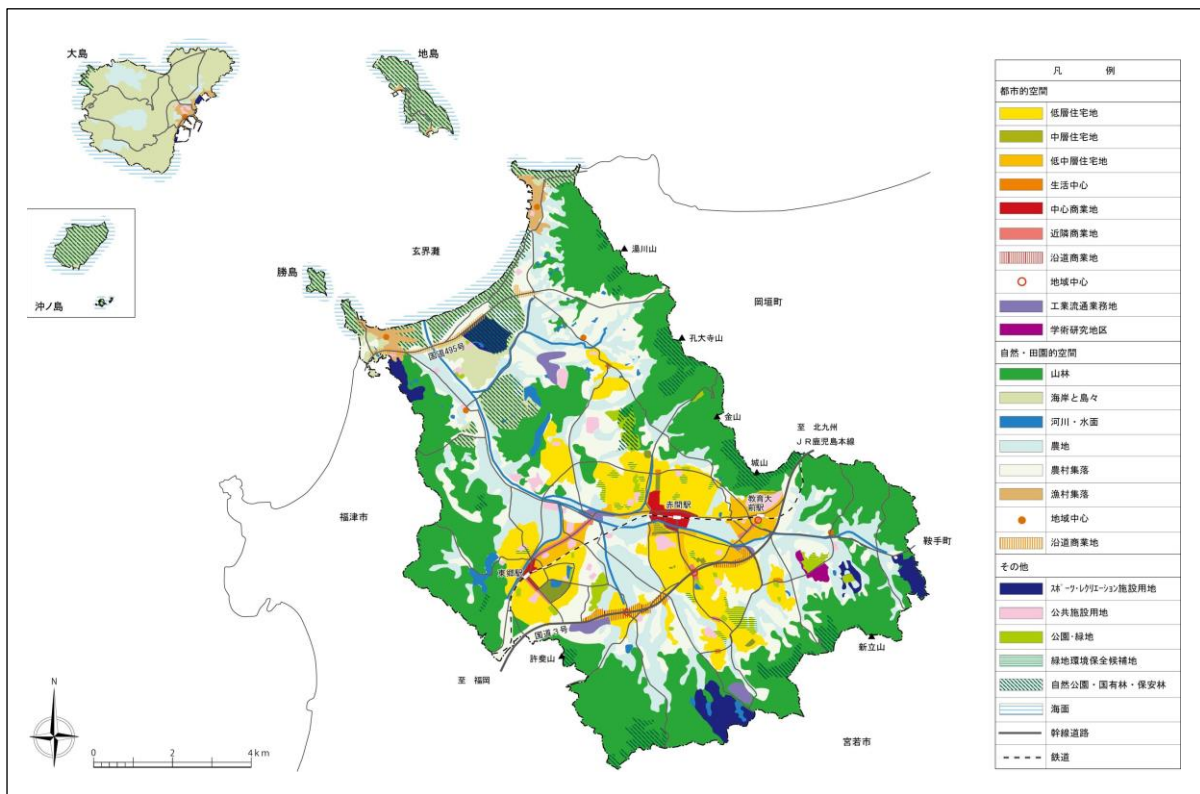 大島
地島
沖ノ島
勝島
玄界灘
湯川山
岡垣町
孔大寺山
国道495号
金山
至 北九州
JR鹿児島本線
城山
教育大
前駅
赤間駅
福津市
鞍手町
東郷駅
国道3号
許斐山
新立山
至 福岡
宮若市
N
0 2 4km
凡 例
都市的空間
低層住宅地
中層住宅地
低中層住宅地
生活中心
中心商業地
近隣商業地
沿道商業地
地域中心
工業流通業務地
学術研究地区
自然・田園的空間
山林
海岸と島々
河川・水面
農地
農村集落
漁村集落
地域中心
沿道商業地
その他
スポーツ・レクリエーション施設用地
公共施設用地
公園・緑地
緑地環境保全候補地
自然公園・国有林・保安林
海面
幹線道路
鉄道